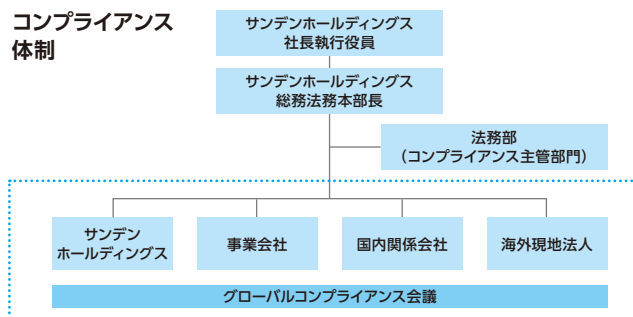 コンプライアンス
体制
サンデンホールディングス
社長執行役員
サンデンホールディングス
総務法務本部長
法務部
（コンプライアンス主管部門）
サンデン
ホールディングス
事業会社
国内関係会社
海外現地法人
グローバルコンプライアンス会議